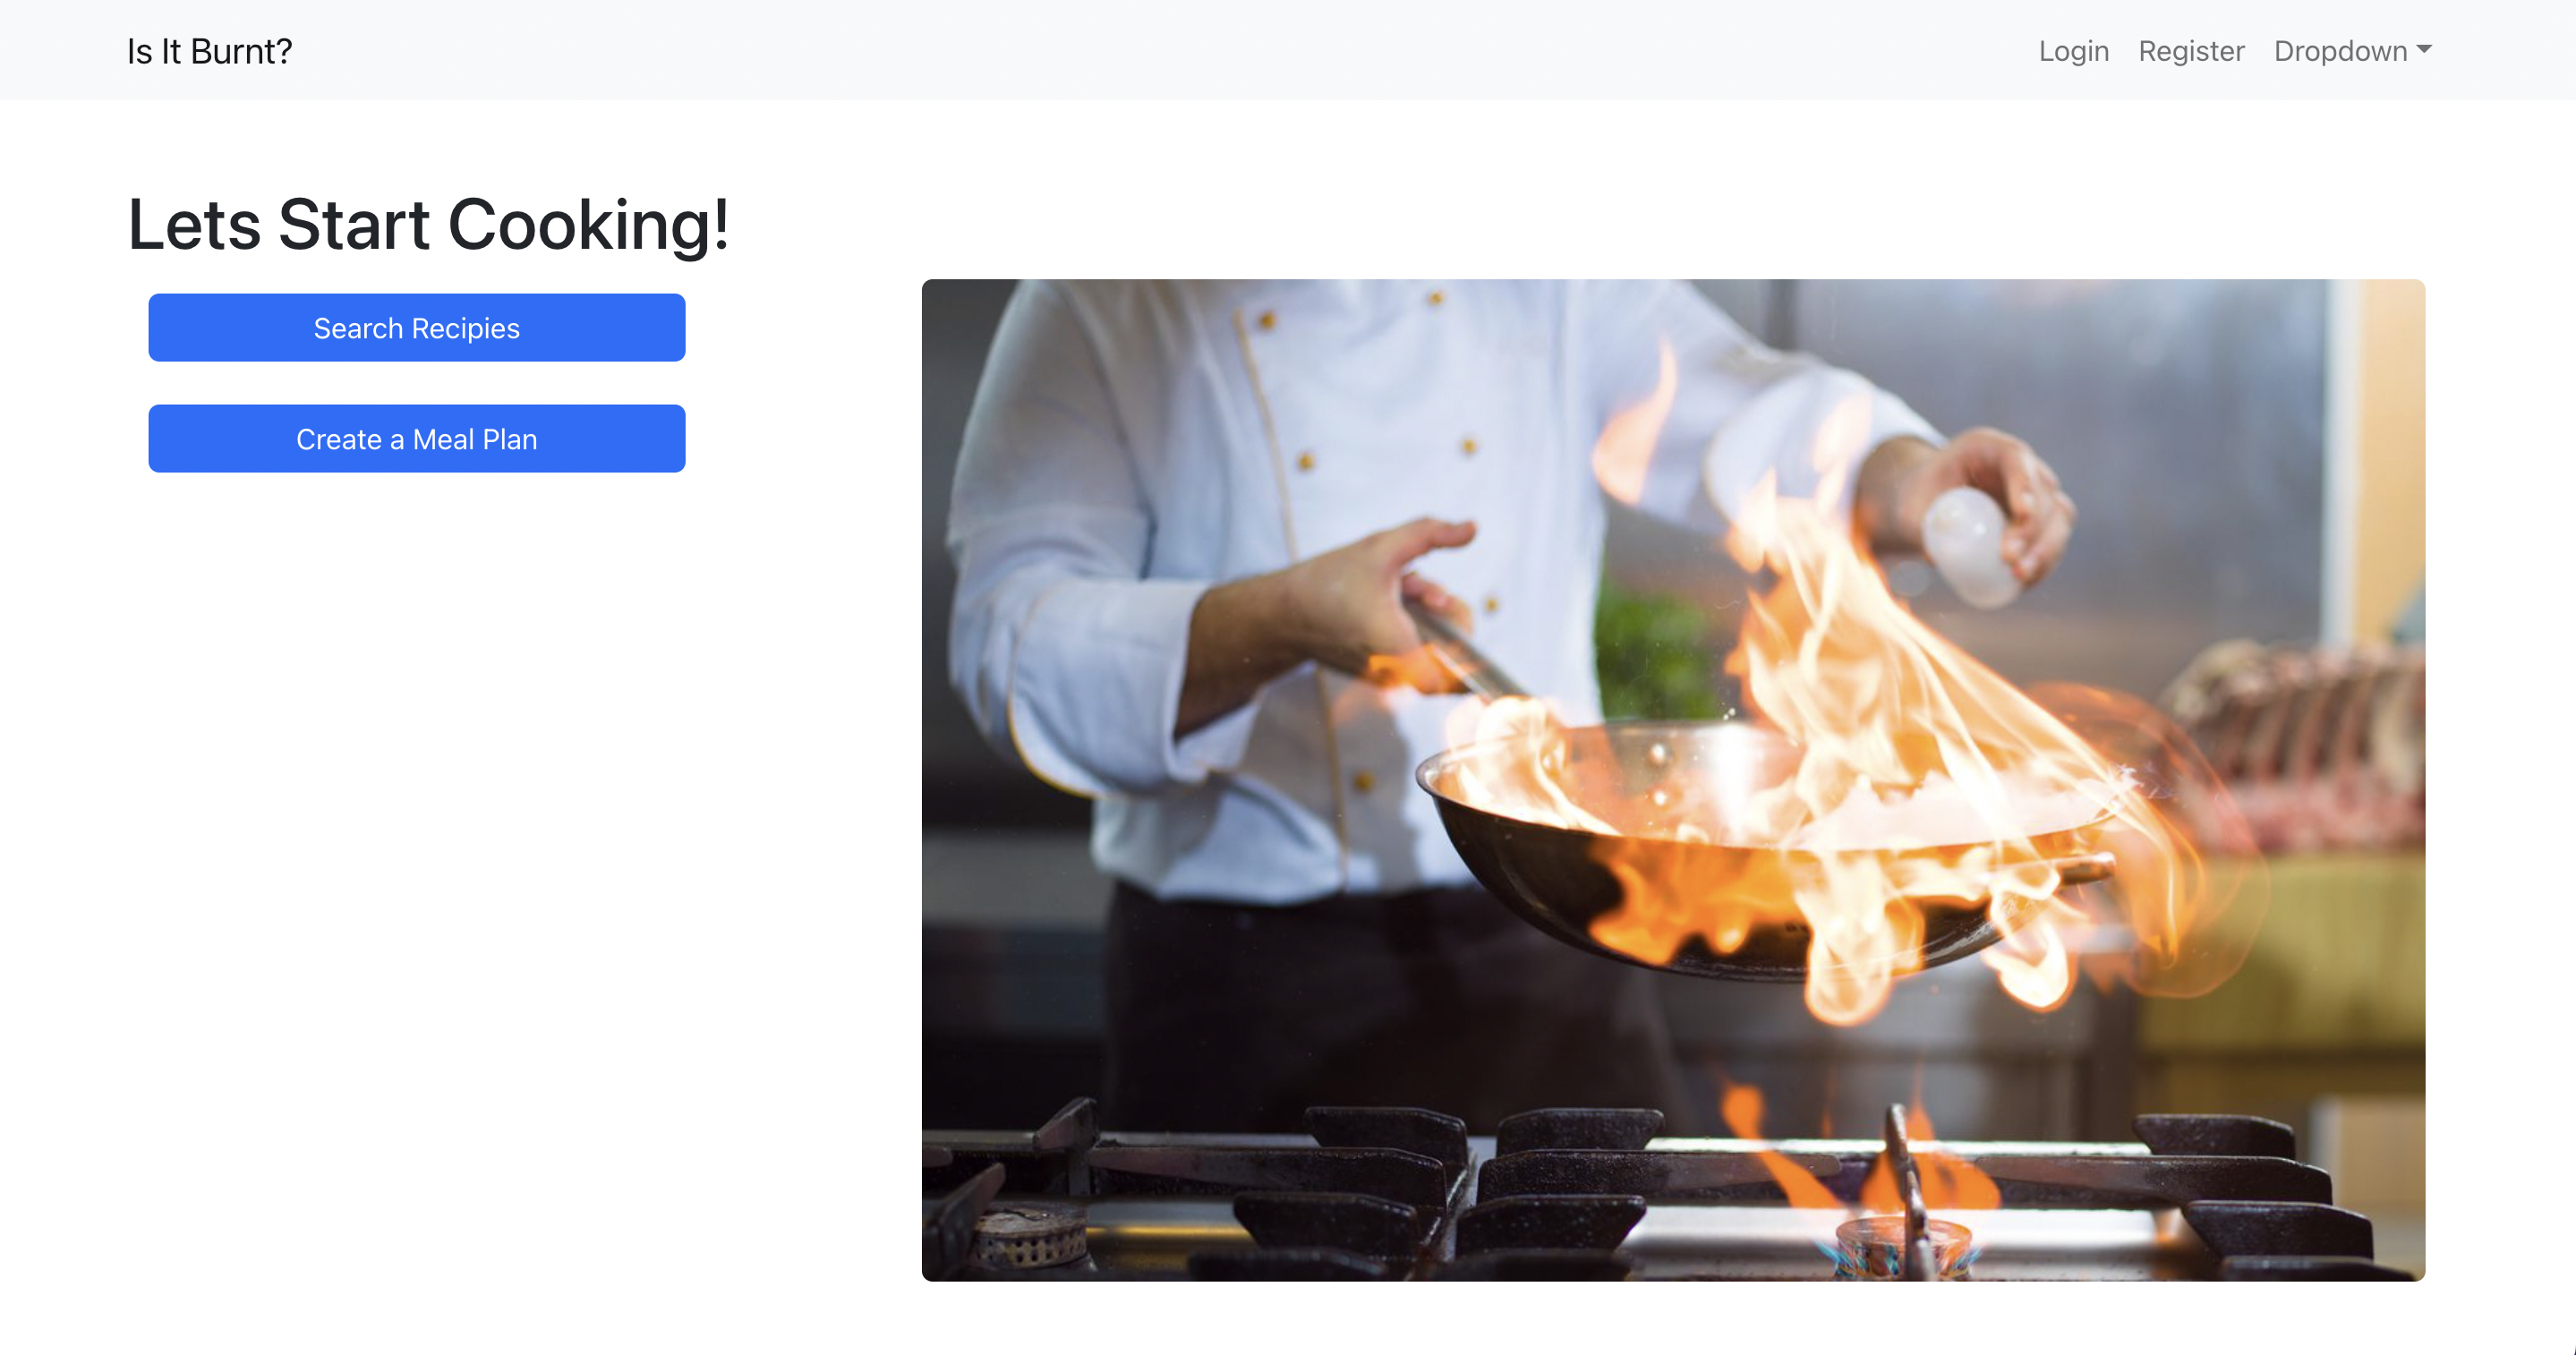 Is It Burnt?
Login Register Dropdown
Lets Start Cooking!
Search Recipies
Create a Meal Plan